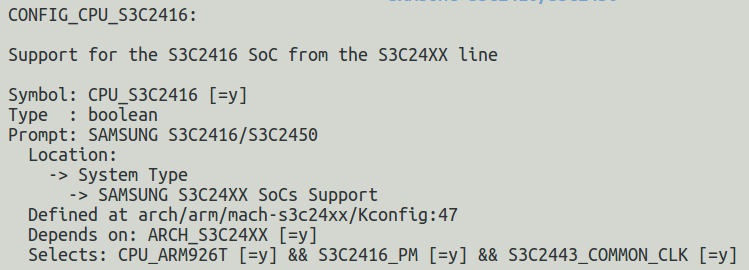 CONFIG_CPU_S3C2416:
Support for the S3C2416 SoC from the S3C24XX line
Symbol: CPU_S3C2416 [=y]
Type  : boolean
Prompt: SAMSUNG S3C2416/S3C2450
Location:
-> System Type
-> SAMSUNG S3C24XX SoCs Support
Defined at arch/arm/mach-s3c24xx/Kconfig:47
Depends on: ARCH_S3C24XX [=y]
Selects: CPU_ARM926T [=y] && S3C2416_PM [=y] && S3C2443_COMMON_CLK [=y]